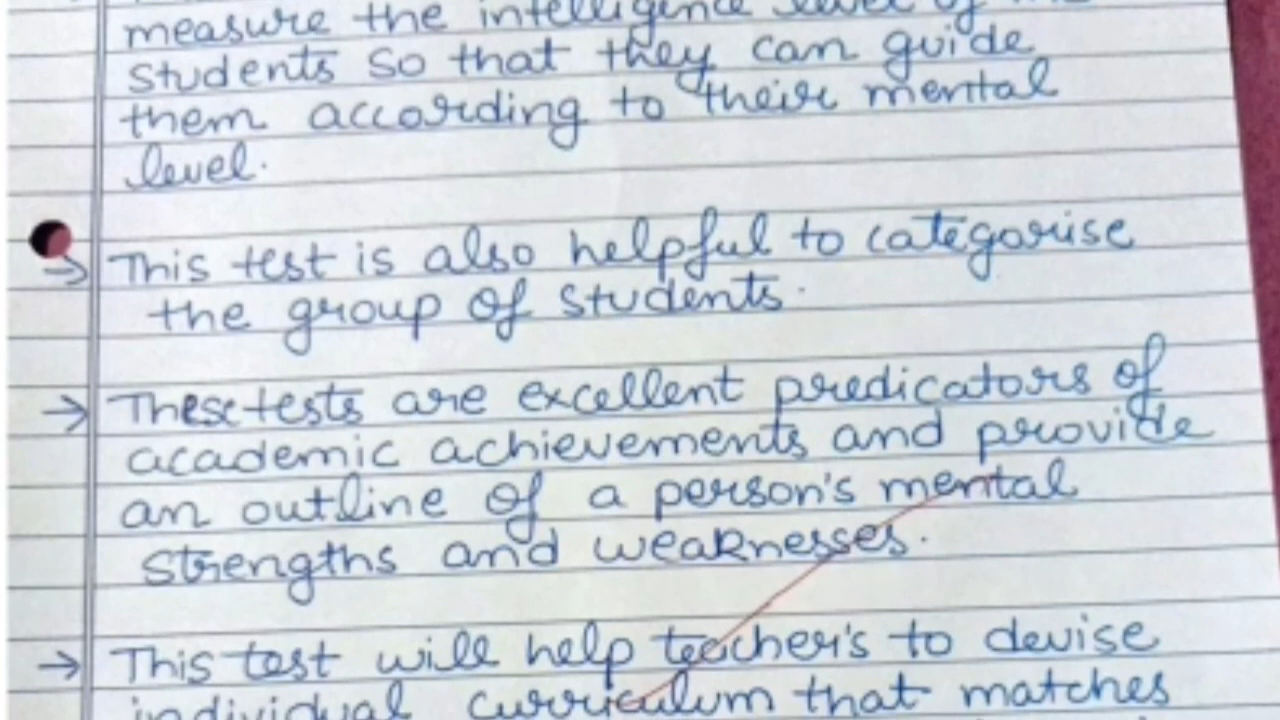 measure the intelligence level of the
students so that they can guide
them according to their mental
level.
→ This test is also helpful to categorise
the group of students.
→ These tests are excellent predicators of
academic achievements and provide
an outline of a person's mental
strengths and weaknesses.
→ This test will help teacher's to devise
individual curriculum that matches